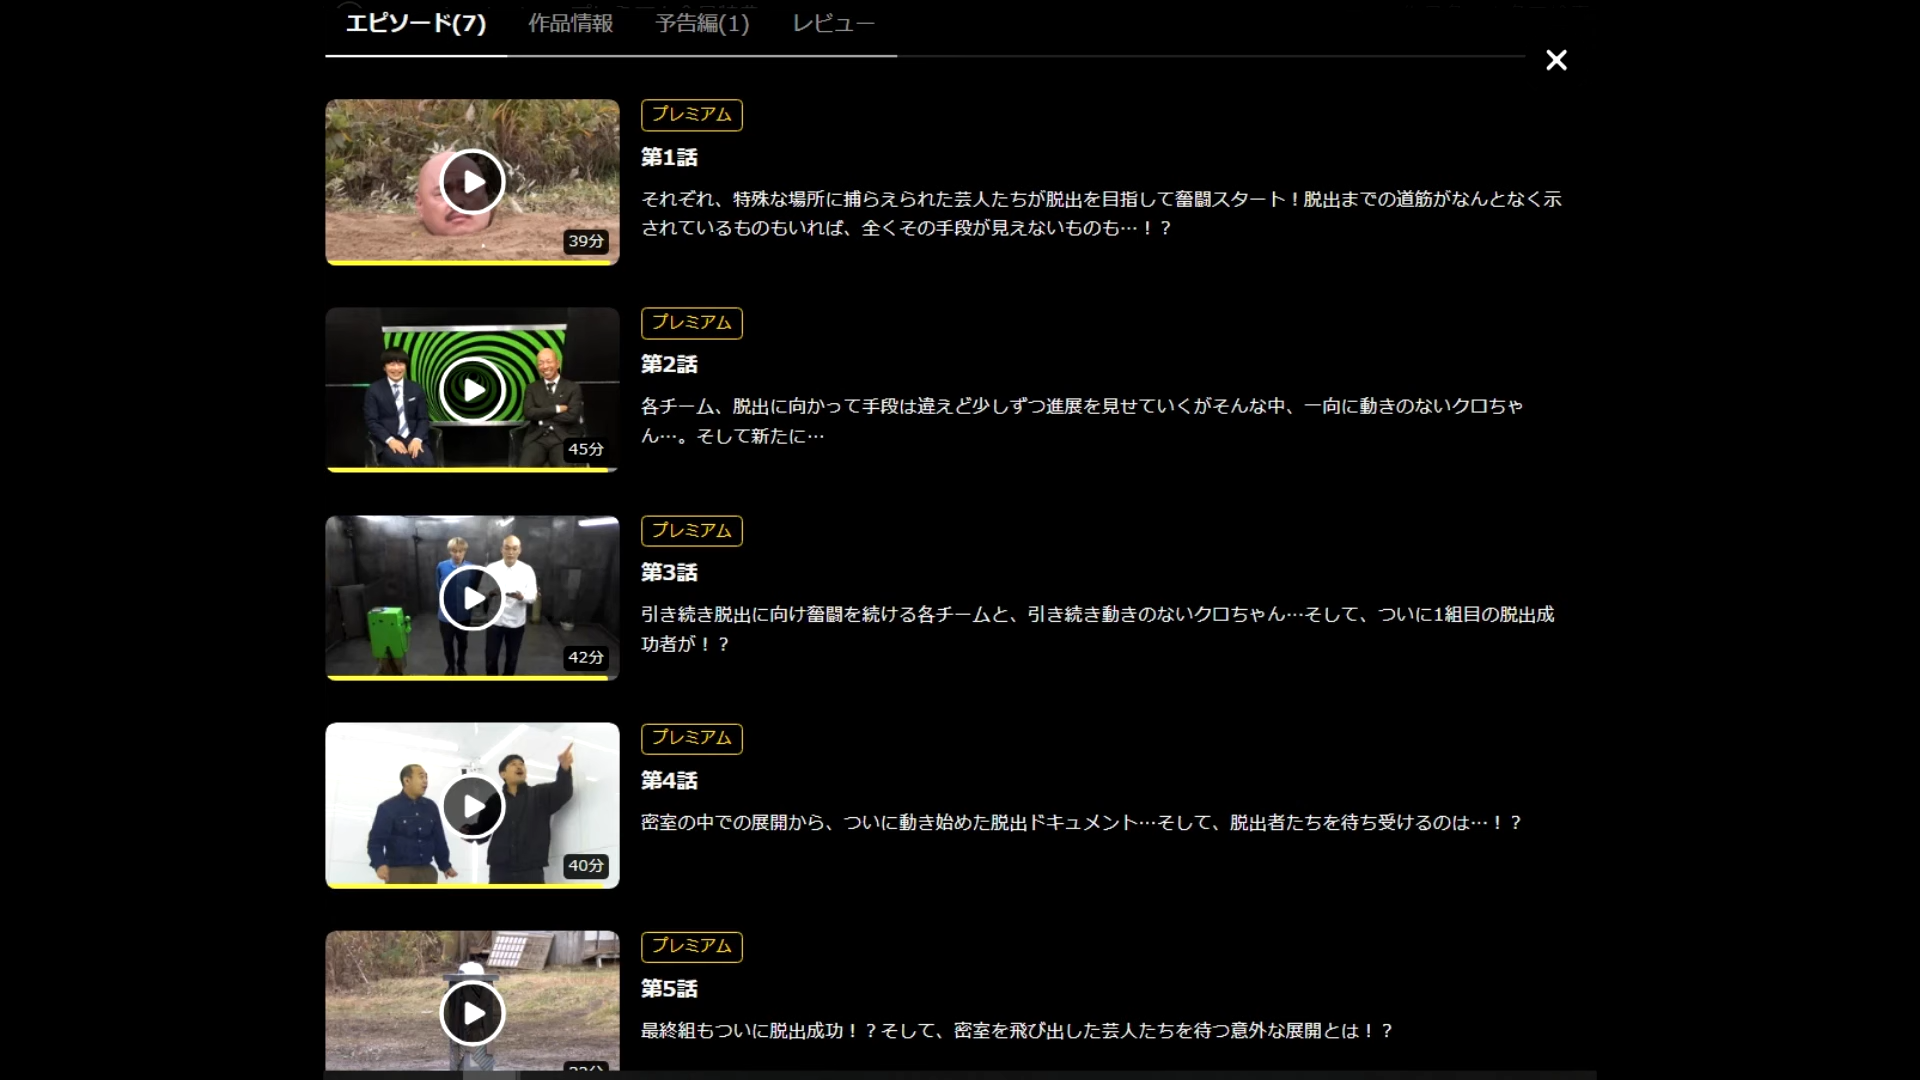 エピソード(7) 作品情報 予告編(1) レビュー
プレミアム
第1話
それぞれ、特殊な場所に捕らえられた芸人たちが脱出を目指して奮闘スタート！脱出までの道筋がなんとなく示
されているものもいれば、全くその手段が見えないものも…！？
39分
プレミアム
第2話
各チーム、脱出に向かって手段は違えど少しずつ進展を見せていくがそんな中、一向に動きのないクロちゃ
ん…。そして新たに…
45分
プレミアム
第3話
引き続き脱出に向け奮闘を続ける各チームと、引き続き動きのないクロちゃん…そして、ついに1組目の脱出成
功者が！？
42分
プレミアム
第4話
密室の中での展開から、ついに動き始めた脱出ドキュメント…そして、脱出者たちを待ち受けるのは…！？
40分
プレミアム
第5話
最終組もついに脱出成功！？そして、密室を飛び出した芸人たちを待つ意外な展開とは！？